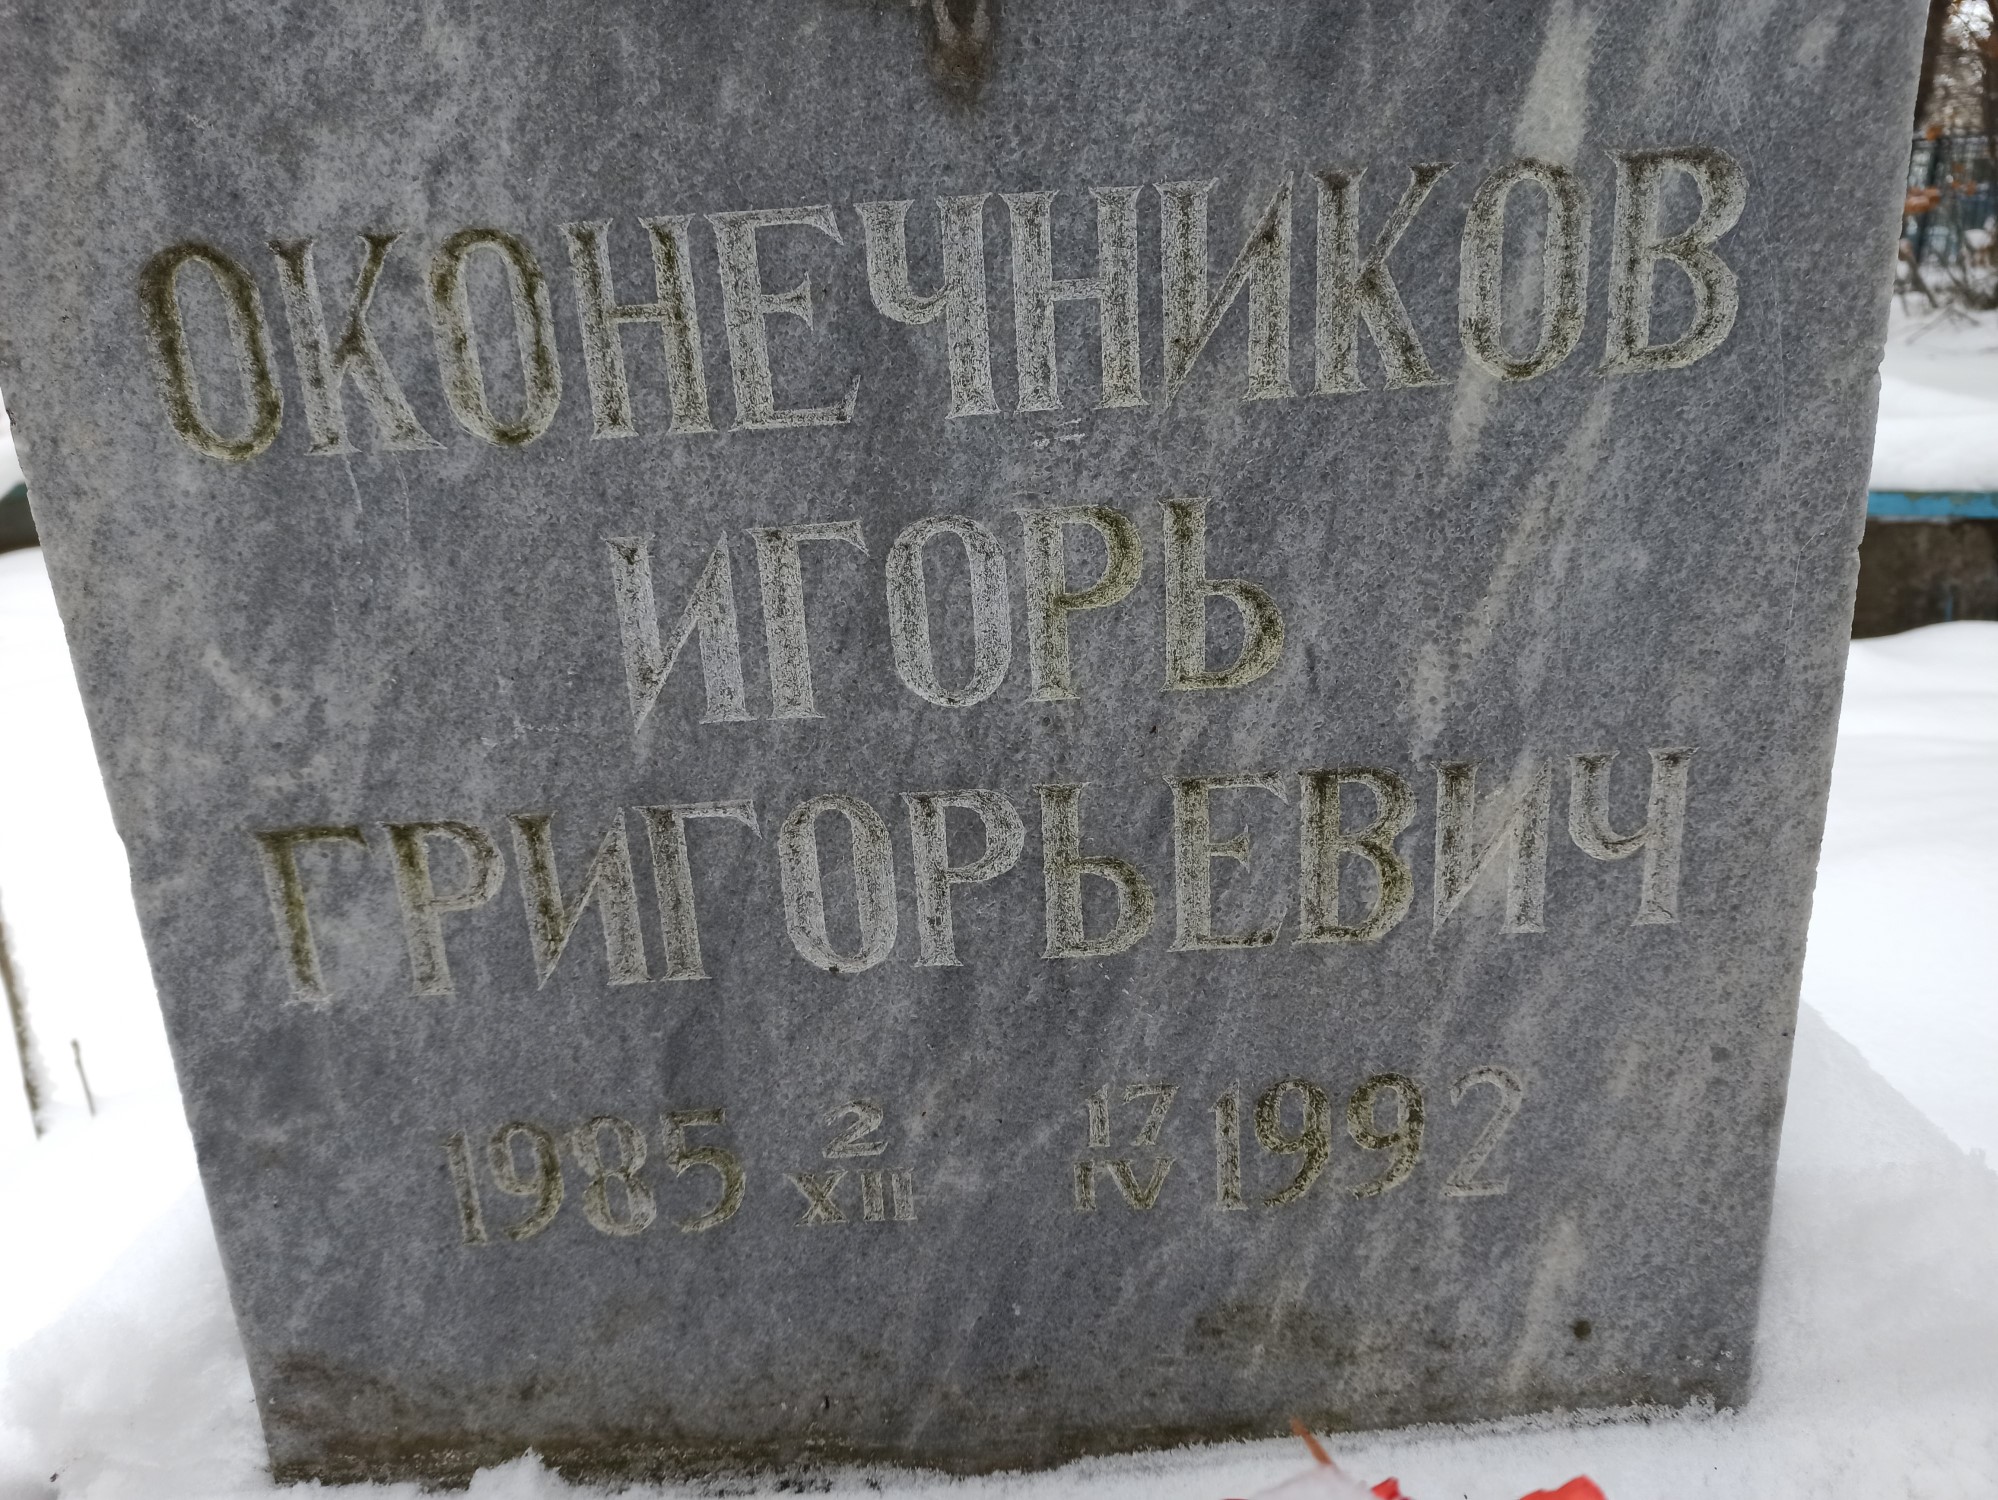 ОКОНЕЧНИКОВ
ИГОРЬ
ГРИГОРЬЕВИЧ
1985 2/XII 17/IV 1992